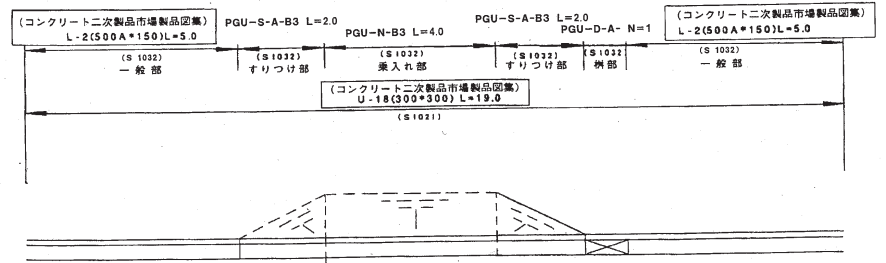 (コンクリート二次製品市場製品図集)
L-2(500A*150)L=5.0
PGU-S-A-B3 L=2.0
PGU-N-B3 L=4.0
PGU-S-A-B3 L=2.0
PGU-D-A- N=1
(コンクリート二次製品市場製品図集)
L-2(500A*150)L=5.0
(S 1032)
一般部
(S1032)
すりつけ部
(S1032)
乗入れ部
(S1032)
すりつけ部
(S1032)
桝部
(S 1032)
一般部
(コンクリート二次製品市場製品図集)
U-18(300*300) L=19.0
(S1021)